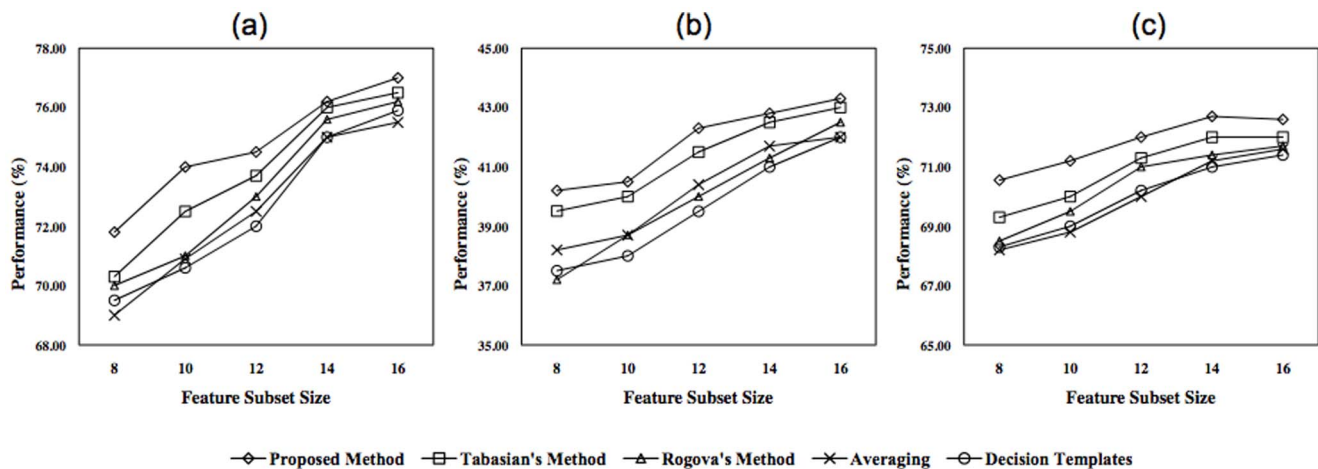 (a)
78.00
76.00
74.00
72.00
70.00
68.00
Performance (%)
8 10 12 14 16
Feature Subset Size
(b)
45.00
43.00
41.00
39.00
37.00
35.00
Performance (%)
8 10 12 14 16
Feature Subset Size
(c)
75.00
73.00
71.00
69.00
67.00
65.00
Performance (%)
8 10 12 14 16
Feature Subset Size
Proposed Method Tabasian's Method Rogova's Method Averaging Decision Templates